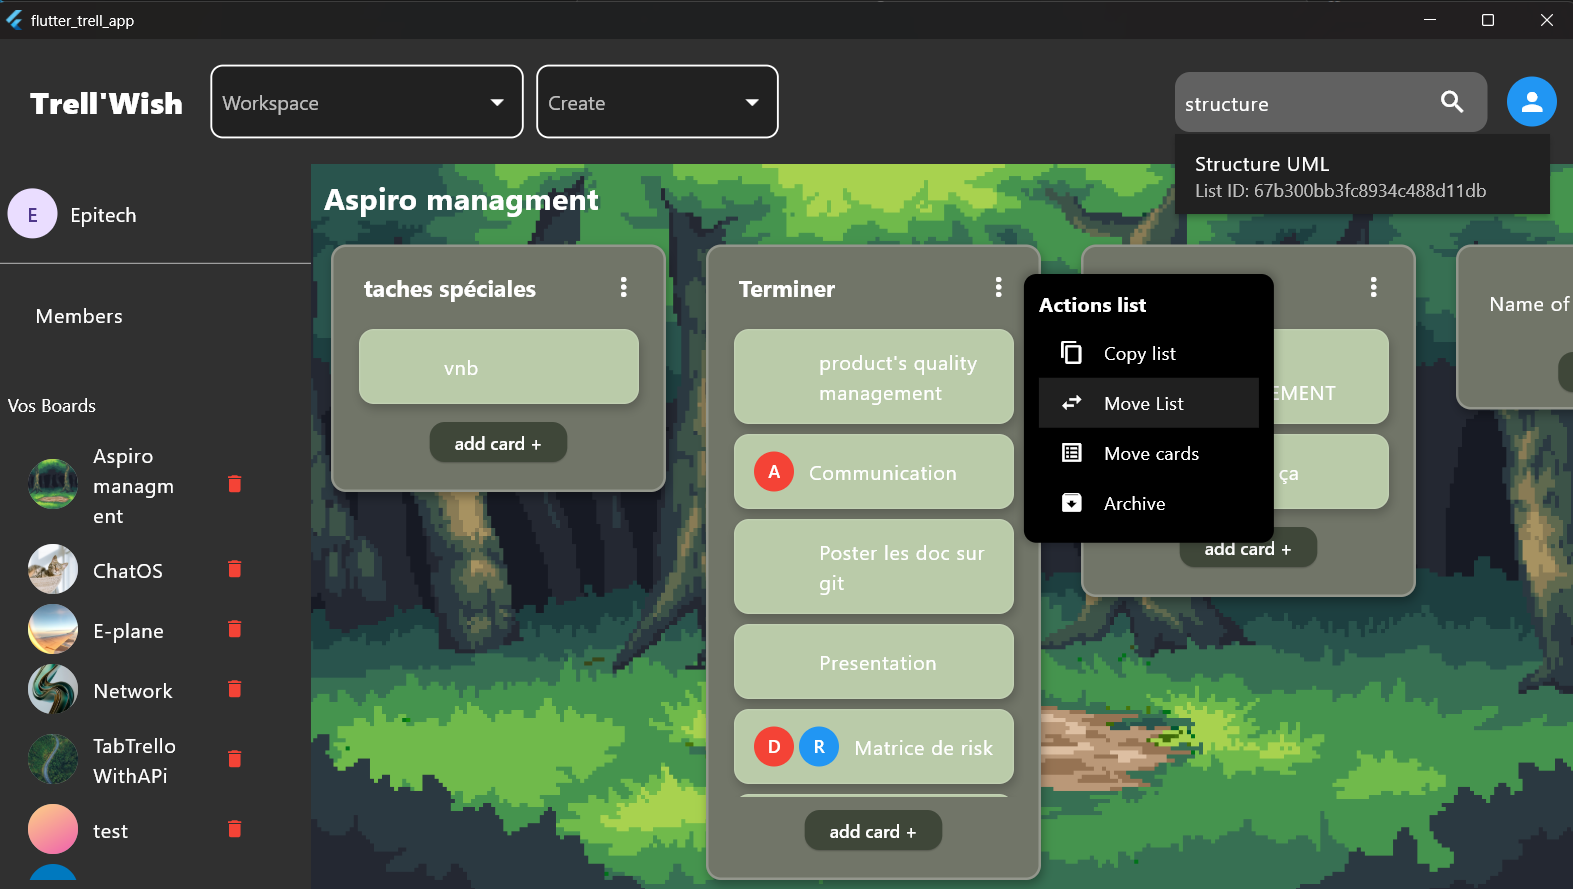 flutter_trell_app
Trell'Wish
Workspace
Create
structure
Structure UML
List ID: 67b300bb3fc8934c488d11db
E
Epitech
Members
Vos Boards
Aspiro
managm
ent
ChatOS
E-plane
Network
TabTrello
WithAPi
test
Aspiro managment
taches spéciales
vnb
add card +
Terminer
product's quality
management
A
Communication
Poster les doc sur
git
Presentation
D
R
Matrice de risk
add card +
Actions list
Copy list
Move List
Move cards
Archive
ça
add card +
Name of